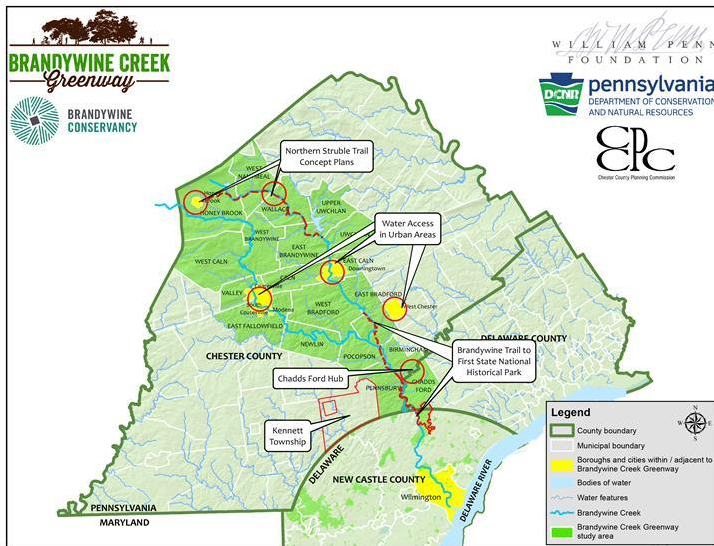 BRANDYWINE CREEK
Greenway
BRANDYWINE
CONSERVANCY
WILLIAM PENN
FOUNDATION
DCNR
pennsylvania
DEPARTMENT OF CONSERVATION
AND NATURAL RESOURCES
CCPC
Chester County Planning Commission
Northern Struble Trail
Concept Plans
WEST
HONEY BROOK
WALLACE
UPPER
UWCHLAN
Water Access
in Urban Areas
WEST
BRANDYWINE
EAST
BRANDYWINE
WEST CALN
EAST CALN
Downingtown
VALLEY
Modena
WEST
BRADFORD
EAST BRADFORD
EAST FALLOWFIELD
NEWLIN
CHESTER COUNTY
POCOPSON
DELAWARE COUNTY
Brandywine Trail to
First State National
Historical Park
Chadds Ford Hub
PENNSBURY
CHADDS
FORD
Kennett
Township
DELAWARE
NEW CASTLE COUNTY
Wilmington
DELAWARE RIVER
PENNSYLVANIA
MARYLAND
Legend
N
W E
S
County boundary
Municipal boundary
Boroughs and cities within / adjacent to
Brandywine Creek Greenway
Bodies of water
Water features
Brandywine Creek
Brandywine Creek Greenway
study area